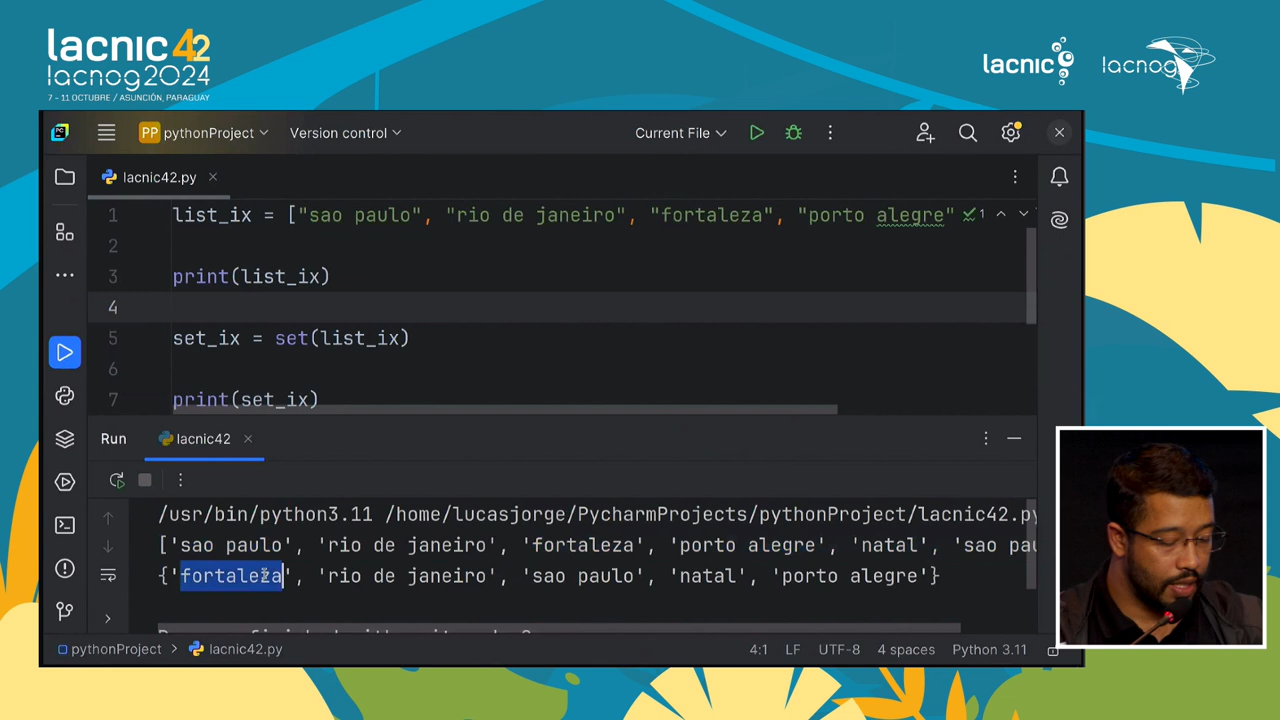 lacnic 42
lacnog2024
7 - 11 OCTUBRE / ASUNCIÓN, PARAGUAY
lacnic
lacnog
PC
PP pythonProject
Version control
Current File
lacnic42.py
1 list_ix = ["sao paulo", "rio de janeiro", "fortaleza", "porto alegre" 1
2
3 print(list_ix)
4
5 set_ix = set(list_ix)
6
7 print(set_ix)
Run lacnic42
/usr/bin/python3.11 /home/lucasjorge/PycharmProjects/pythonProject/lacnic42.py
['sao paulo', 'rio de janeiro', 'fortaleza', 'porto alegre', 'natal', 'sao pau
{'fortaleza', 'rio de janeiro', 'sao paulo', 'natal', 'porto alegre'}
pythonProject > lacnic42.py 4:1 LF UTF-8 4 spaces Python 3.11